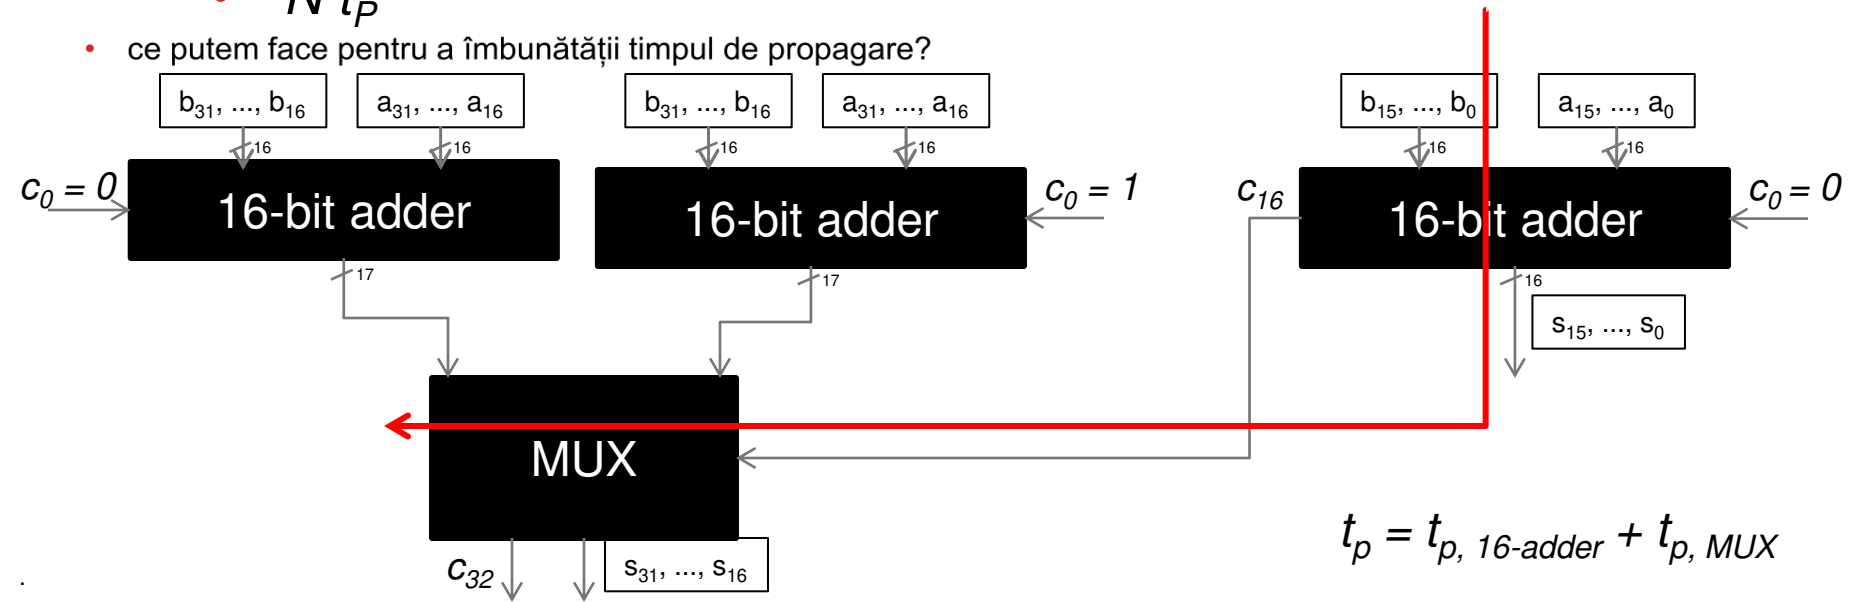 • N t_P
• ce putem face pentru a îmbunătății timpul de propagare?
b31, ..., b16 a31, ..., a16 b31, ..., b16 a31, ..., a16 b15, ..., b0 a15, ..., a0
16 16 16 16 16 16
c0 = 0 16-bit adder 16-bit adder c0 = 1 c16 16-bit adder c0 = 0
17 17 16
s15, ..., s0
MUX
tp = tp, 16-adder + tp, MUX
c32 s31, ..., s16
.